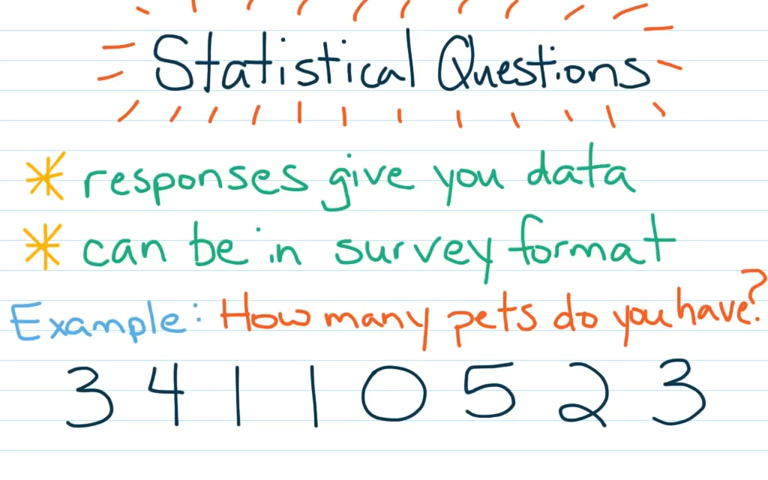 Statistical Questions
* responses give you data
* can be in survey format
Example: How many pets do you have?
3 4 1 1 0 5 2 3